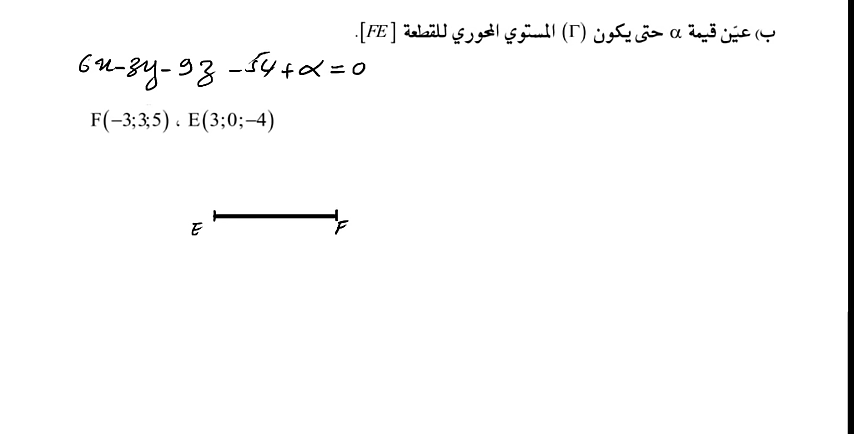 ب) عيّن قيمة α حتى يكون (Γ) المستوي المحوري للقطعة [FE].
6x-3y-9z-54+α=0
F(−3;3;5) ، E(3;0;−4)
E F